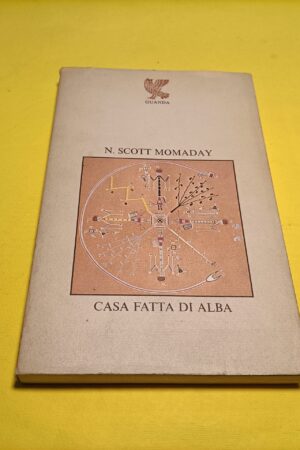 GUANDA
N. SCOTT MOMADAY
CASA FATTA DI ALBA